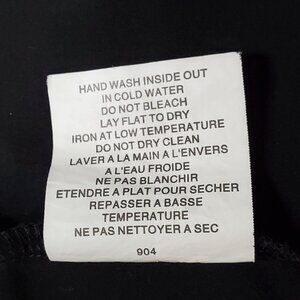 HAND WASH INSIDE OUT
IN COLD WATER
DO NOT BLEACH
LAY FLAT TO DRY
IRON AT LOW TEMPERATURE
DO NOT DRY CLEAN
LAVER A LA MAIN A L'ENVERS
A L'EAU FROIDE
NE PAS BLANCHIR
ETENDRE A PLAT POUR SECHER
REPASSER A BASSE
TEMPERATURE
NE PAS NETTOYER A SEC
904